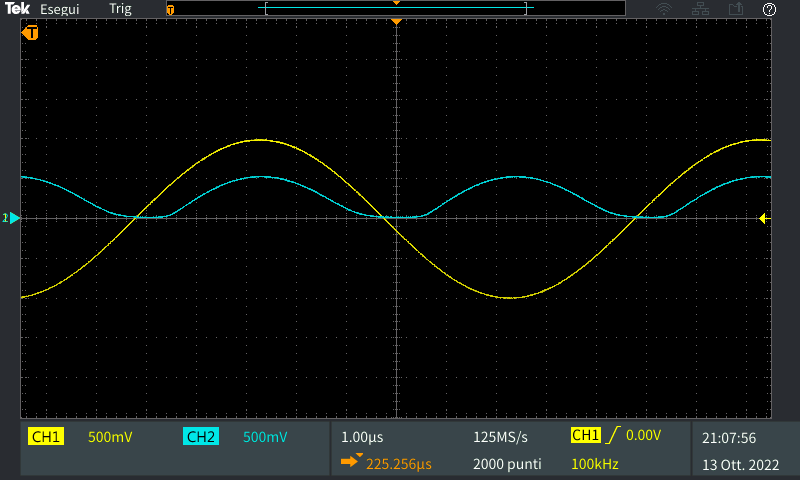 Tek Esegui Trig
T
T
CH1 500mV CH2 500mV 1.00µs 125MS/s CH1 0.00V 21:07:56
225.256µs 2000 punti 100kHz 13 Ott. 2022